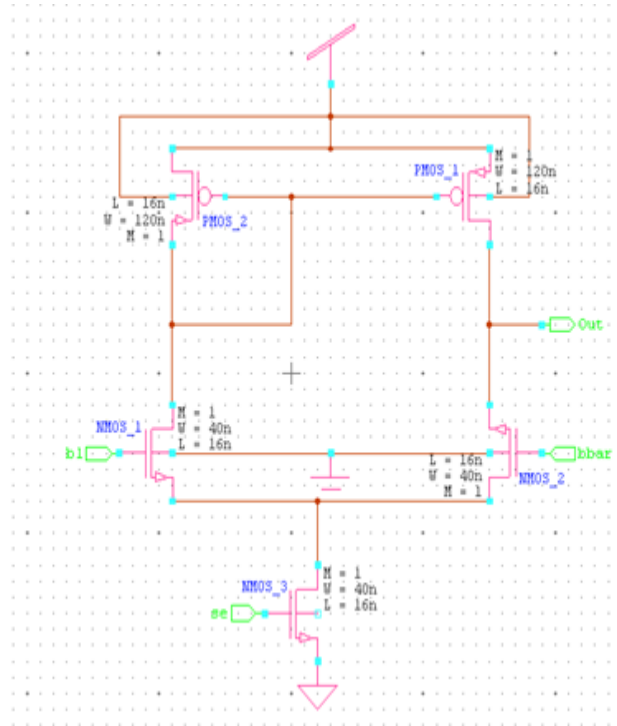 PMOS_1
M = 1
W = 120n
L = 16n
L = 16n
W = 120n
M = 1
PMOS_2
Out
NMOS_1
M = 1
W = 40n
L = 16n
bl
L = 16n
W = 40n
M = 1
bbar
NMOS_2
NMOS_3
M = 1
W = 40n
L = 16n
se